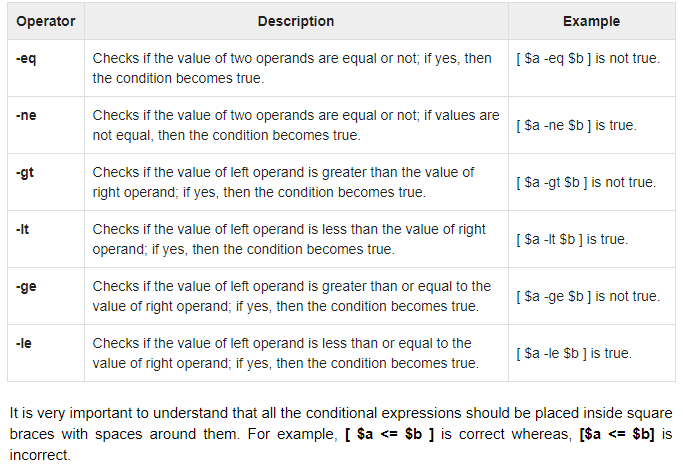 Operator Description Example
-eq Checks if the value of two operands are equal or not; if yes, then [ $a -eq $b ] is not true.
the condition becomes true.
-ne Checks if the value of two operands are equal or not; if values are [ $a -ne $b ] is true.
not equal, then the condition becomes true.
-gt Checks if the value of left operand is greater than the value of [ $a -gt $b ] is not true.
right operand; if yes, then the condition becomes true.
-lt Checks if the value of left operand is less than the value of right [ $a -lt $b ] is true.
operand; if yes, then the condition becomes true.
-ge Checks if the value of left operand is greater than or equal to the [ $a -ge $b ] is not true.
value of right operand; if yes, then the condition becomes true.
-le Checks if the value of left operand is less than or equal to the [ $a -le $b ] is true.
value of right operand; if yes, then the condition becomes true.
It is very important to understand that all the conditional expressions should be placed inside square
braces with spaces around them. For example, [ $a <= $b ] is correct whereas, [$a <= $b] is
incorrect.